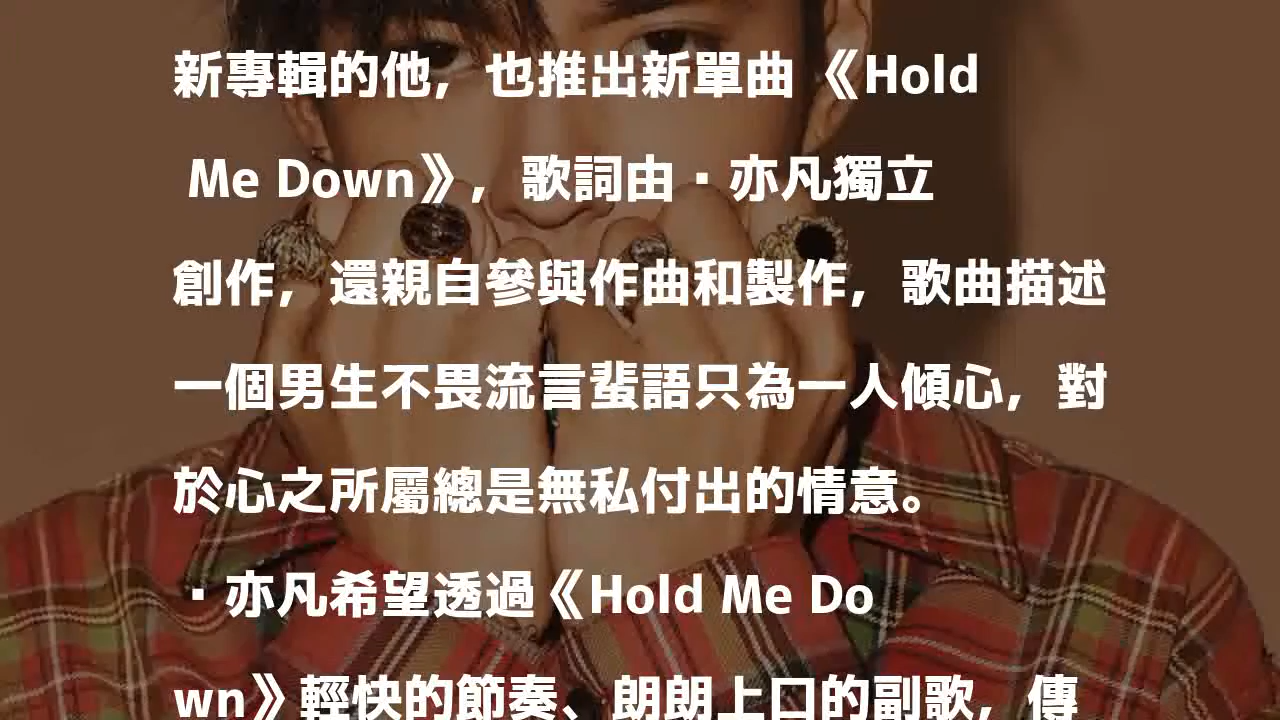 新專輯的他，也推出新單曲《Hold
Me Down》，歌詞由▪亦凡獨立
創作，還親自參與作曲和製作，歌曲描述
一個男生不畏流言蜚語只為一人傾心，對
於心之所屬總是無私付出的情意。
▪亦凡希望透過《Hold Me Do
wn》輕快的節奏、朗朗上口的副歌，傳